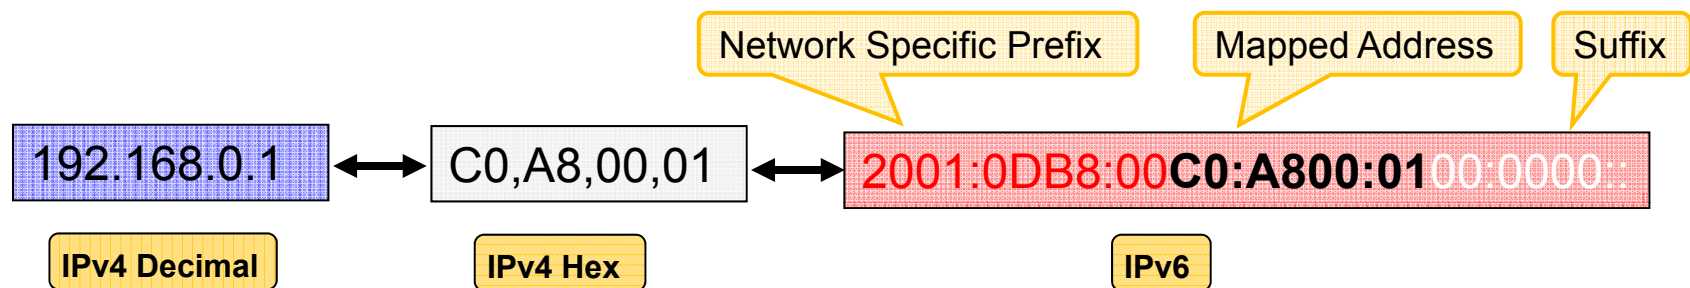 Network Specific Prefix
Mapped Address
Suffix
192.168.0.1
C0,A8,00,01
2001:0DB8:00C0:A800:0100:0000::
IPv4 Decimal
IPv4 Hex
IPv6